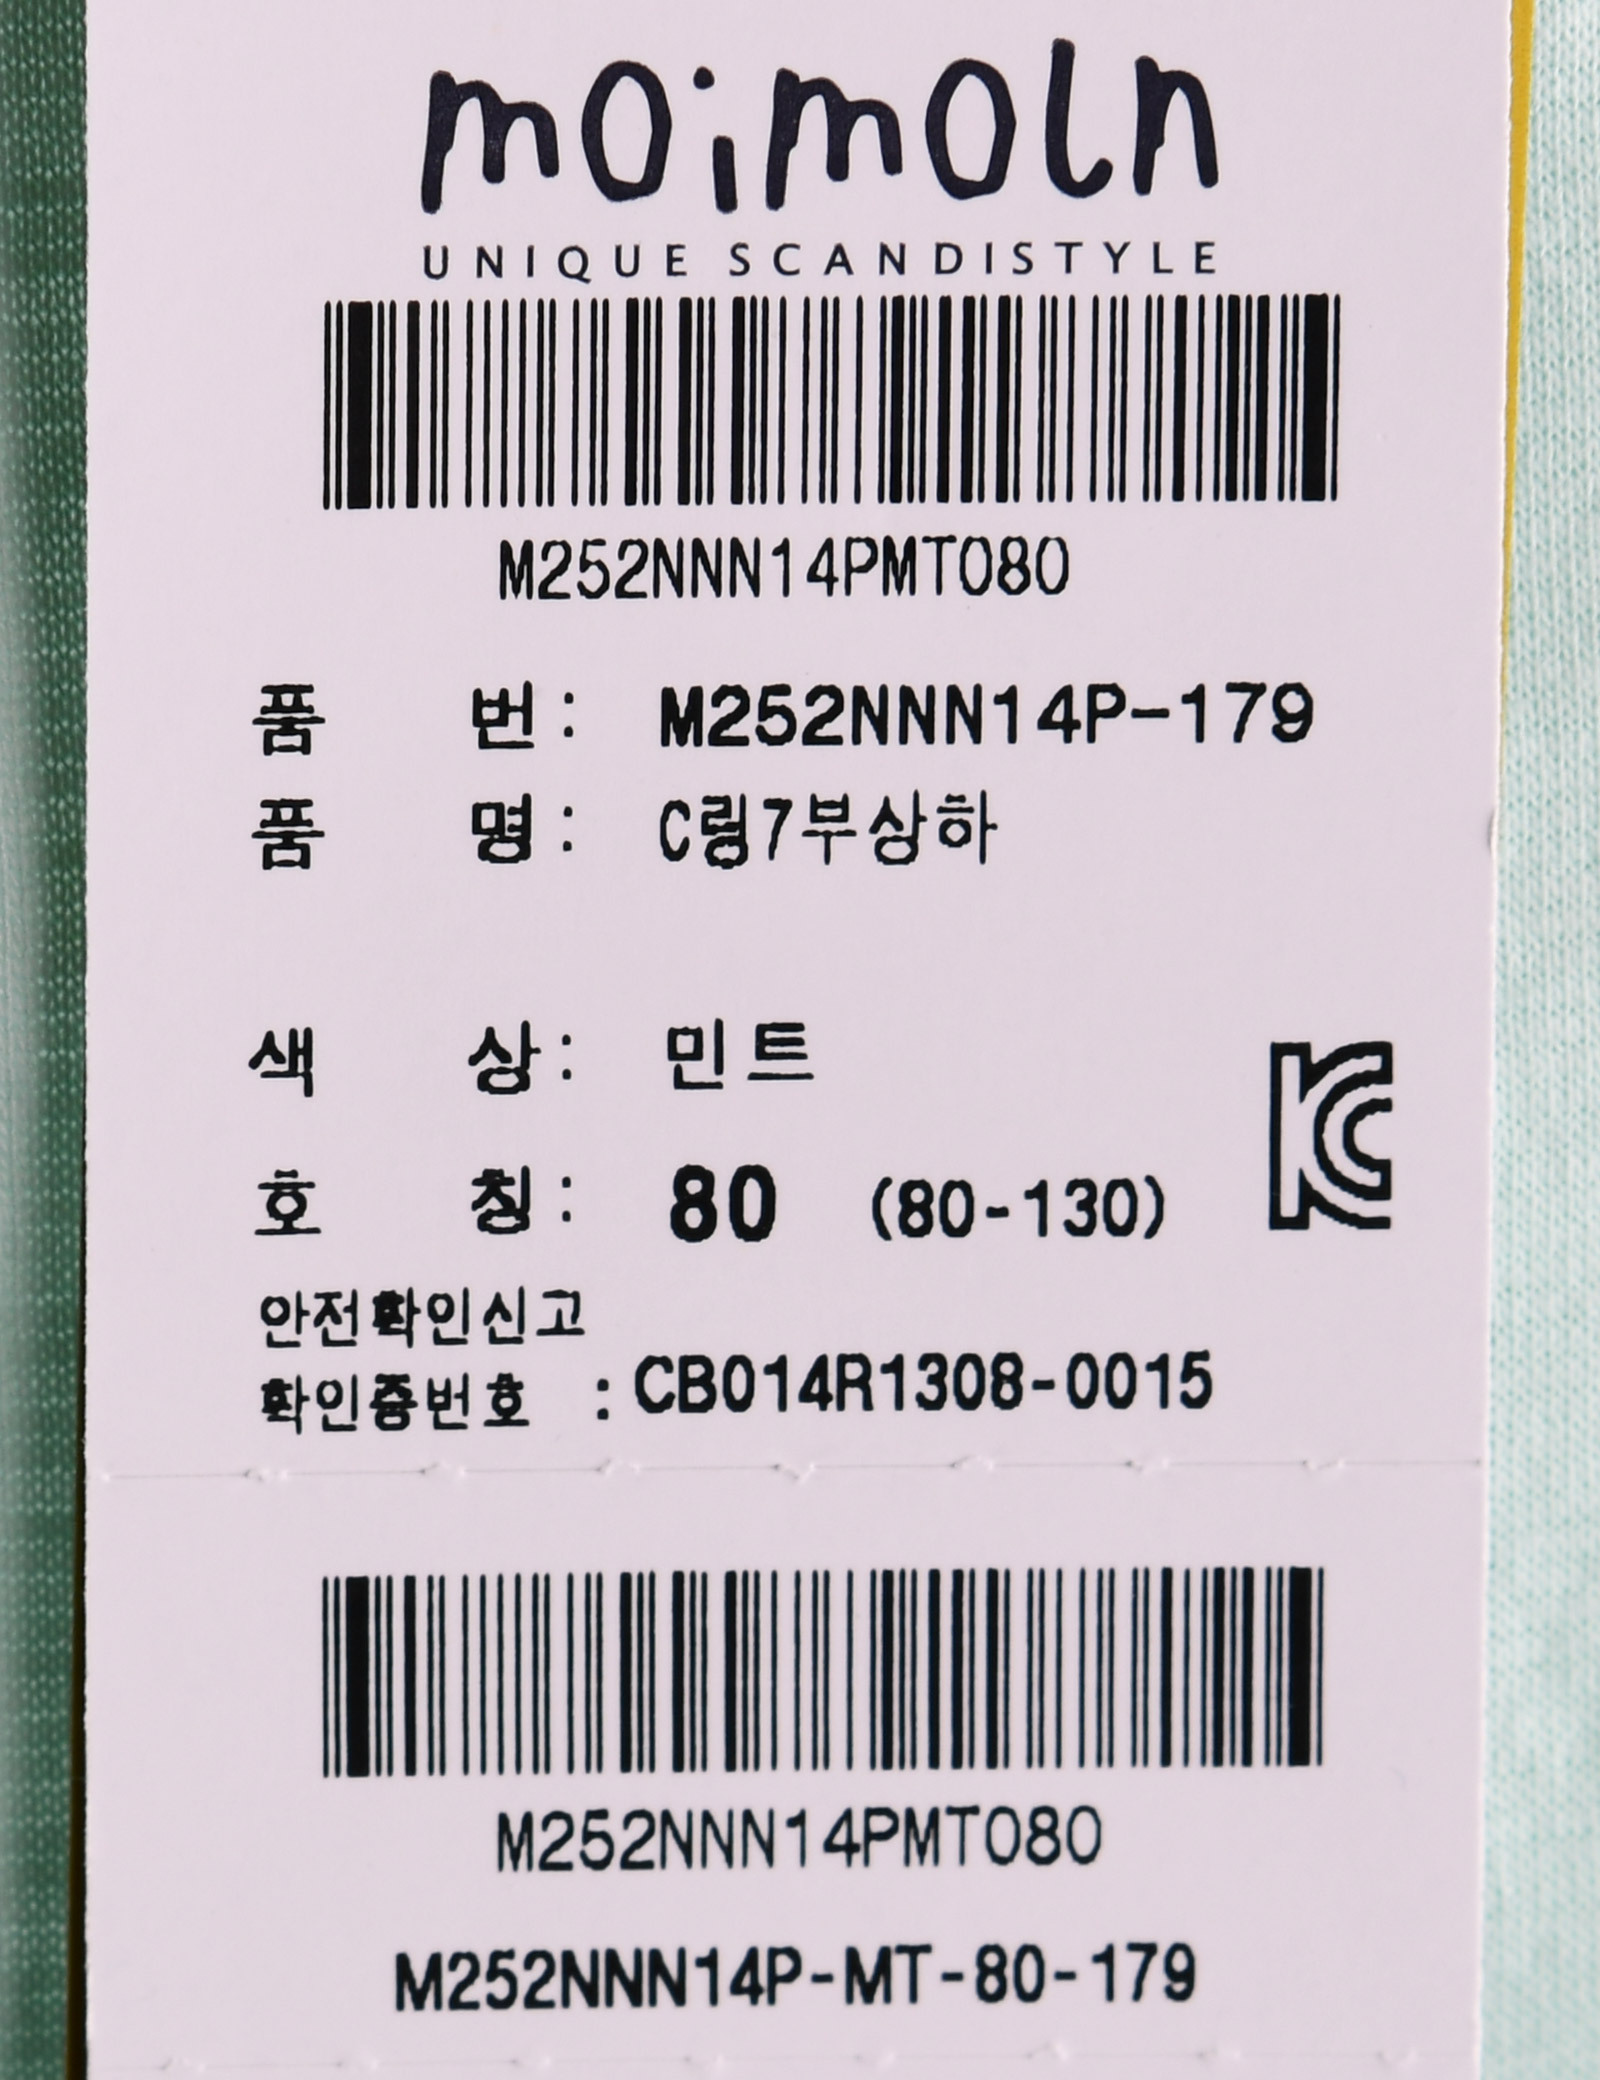 moimoln
UNIQUE SCANDISTYLE
M252NNN14PMT080
품 번: M252NNN14P-179
품 명: C링7부상하
색 상: 민트
호 칭: 80 (80-130)
안전확인신고
확인증번호 : CB014R1308-0015
M252NNN14PMT080
M252NNN14P-MT-80-179